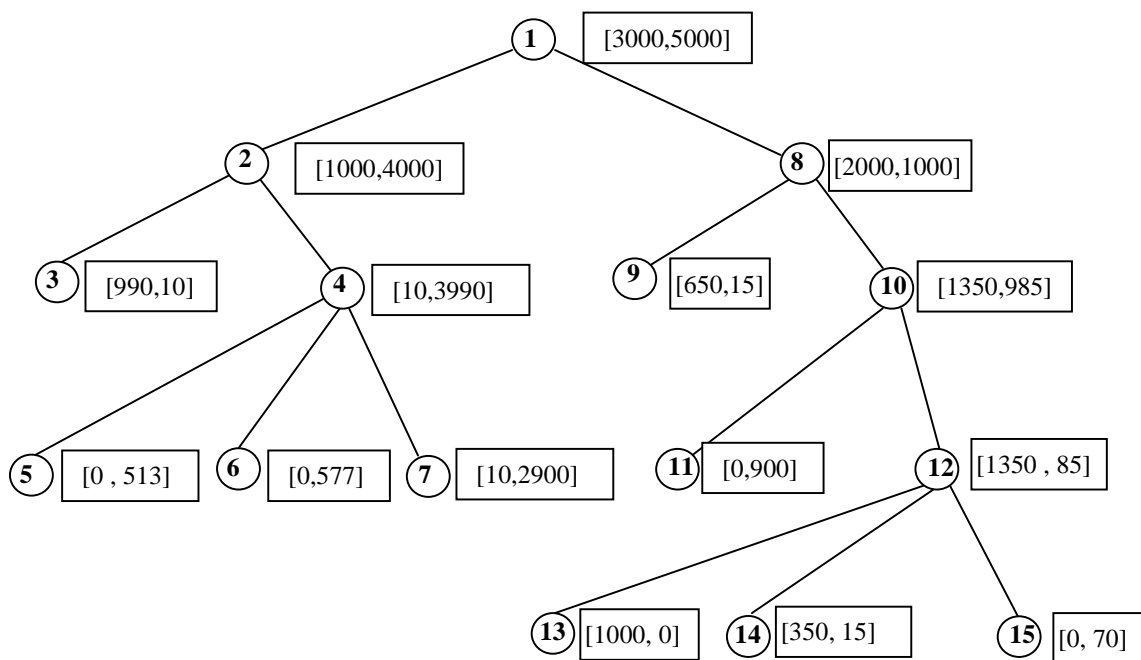 1 [3000,5000]
2 [1000,4000] 8 [2000,1000]
3 [990,10] 4 [10,3990] 9 [650,15] 10 [1350,985]
5 [0 , 513] 6 [0,577] 7 [10,2900] 11 [0,900] 12 [1350 , 85]
13 [1000, 0] 14 [350, 15] 15 [0, 70]